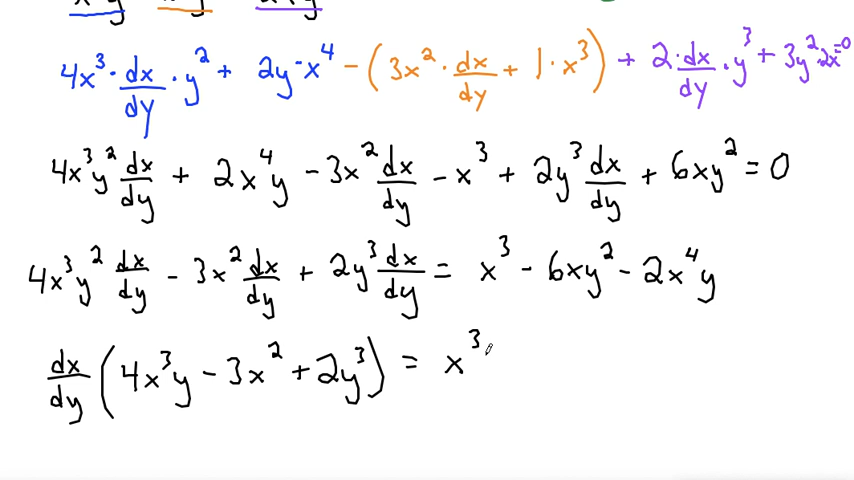 4x³ · dx/dy · y² + 2y · x⁴ - (3x² · dx/dy + 1 · x³) + 2 · dx/dy · y³ + 3y² · 2x = 0
4x³y² dx/dy + 2x⁴y - 3x² dx/dy - x³ + 2y³ dx/dy + 6xy² = 0
4x³y² dx/dy - 3x² dx/dy + 2y³ dx/dy = x³ - 6xy² - 2x⁴y
dx/dy (4x³y - 3x² + 2y³) = x³